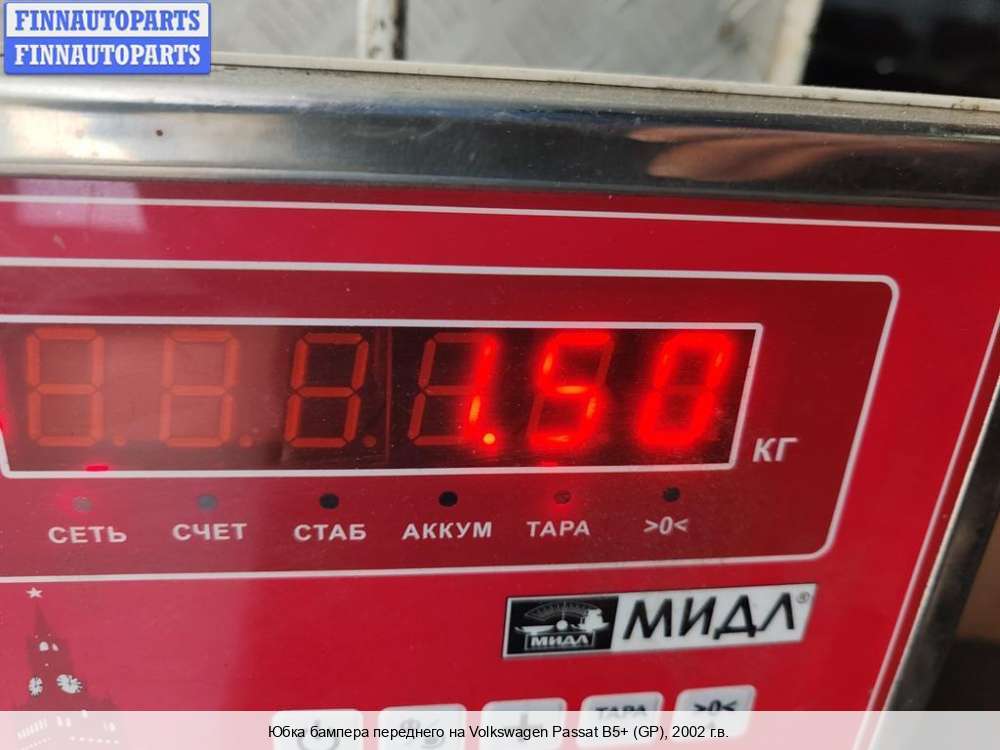 FINNAUTOPARTS
FINNAUTOPARTS
1.50
КГ
СЕТЬ СЧЕТ СТАБ АККУМ ТАРА >0<
МИДЛ МИДЛ®
ТАРА >0<
Юбка бампера переднего на Volkswagen Passat B5+ (GP), 2002 г.в.